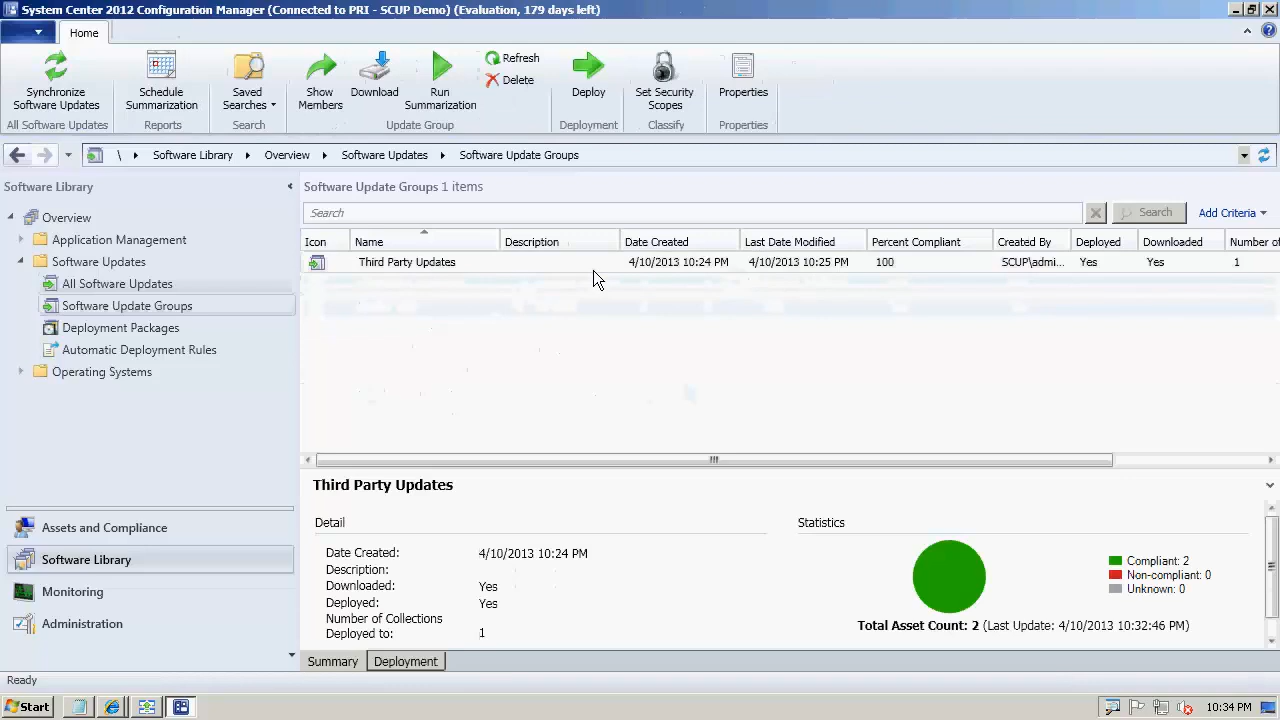 System Center 2012 Configuration Manager (Connected to PRI - SCUP Demo) (Evaluation, 179 days left)
Home
Synchronize Software Updates
Schedule Summarization
Saved Searches
Show Members
Download
Run Summarization
Refresh
Delete
Deploy
Set Security Scopes
Properties
All Software Updates
Reports
Search
Update Group
Deployment
Classify
Properties
\ Software Library Overview Software Updates Software Update Groups
Software Library
Overview
Application Management
Software Updates
All Software Updates
Software Update Groups
Deployment Packages
Automatic Deployment Rules
Operating Systems
Assets and Compliance
Software Library
Monitoring
Administration
Software Update Groups 1 items
Search
Search
Add Criteria
Icon Name Description Date Created Last Date Modified Percent Compliant Created By Deployed Downloaded Number of
Third Party Updates 4/10/2013 10:24 PM 4/10/2013 10:25 PM 100 SCUP\admi... Yes Yes 1
Third Party Updates
Detail
Date Created: 4/10/2013 10:24 PM
Description:
Downloaded: Yes
Deployed: Yes
Number of Collections
Deployed to: 1
Statistics
Compliant: 2
Non-compliant: 0
Unknown: 0
Total Asset Count: 2 (Last Update: 4/10/2013 10:32:46 PM)
Summary Deployment
Ready
Start
10:34 PM